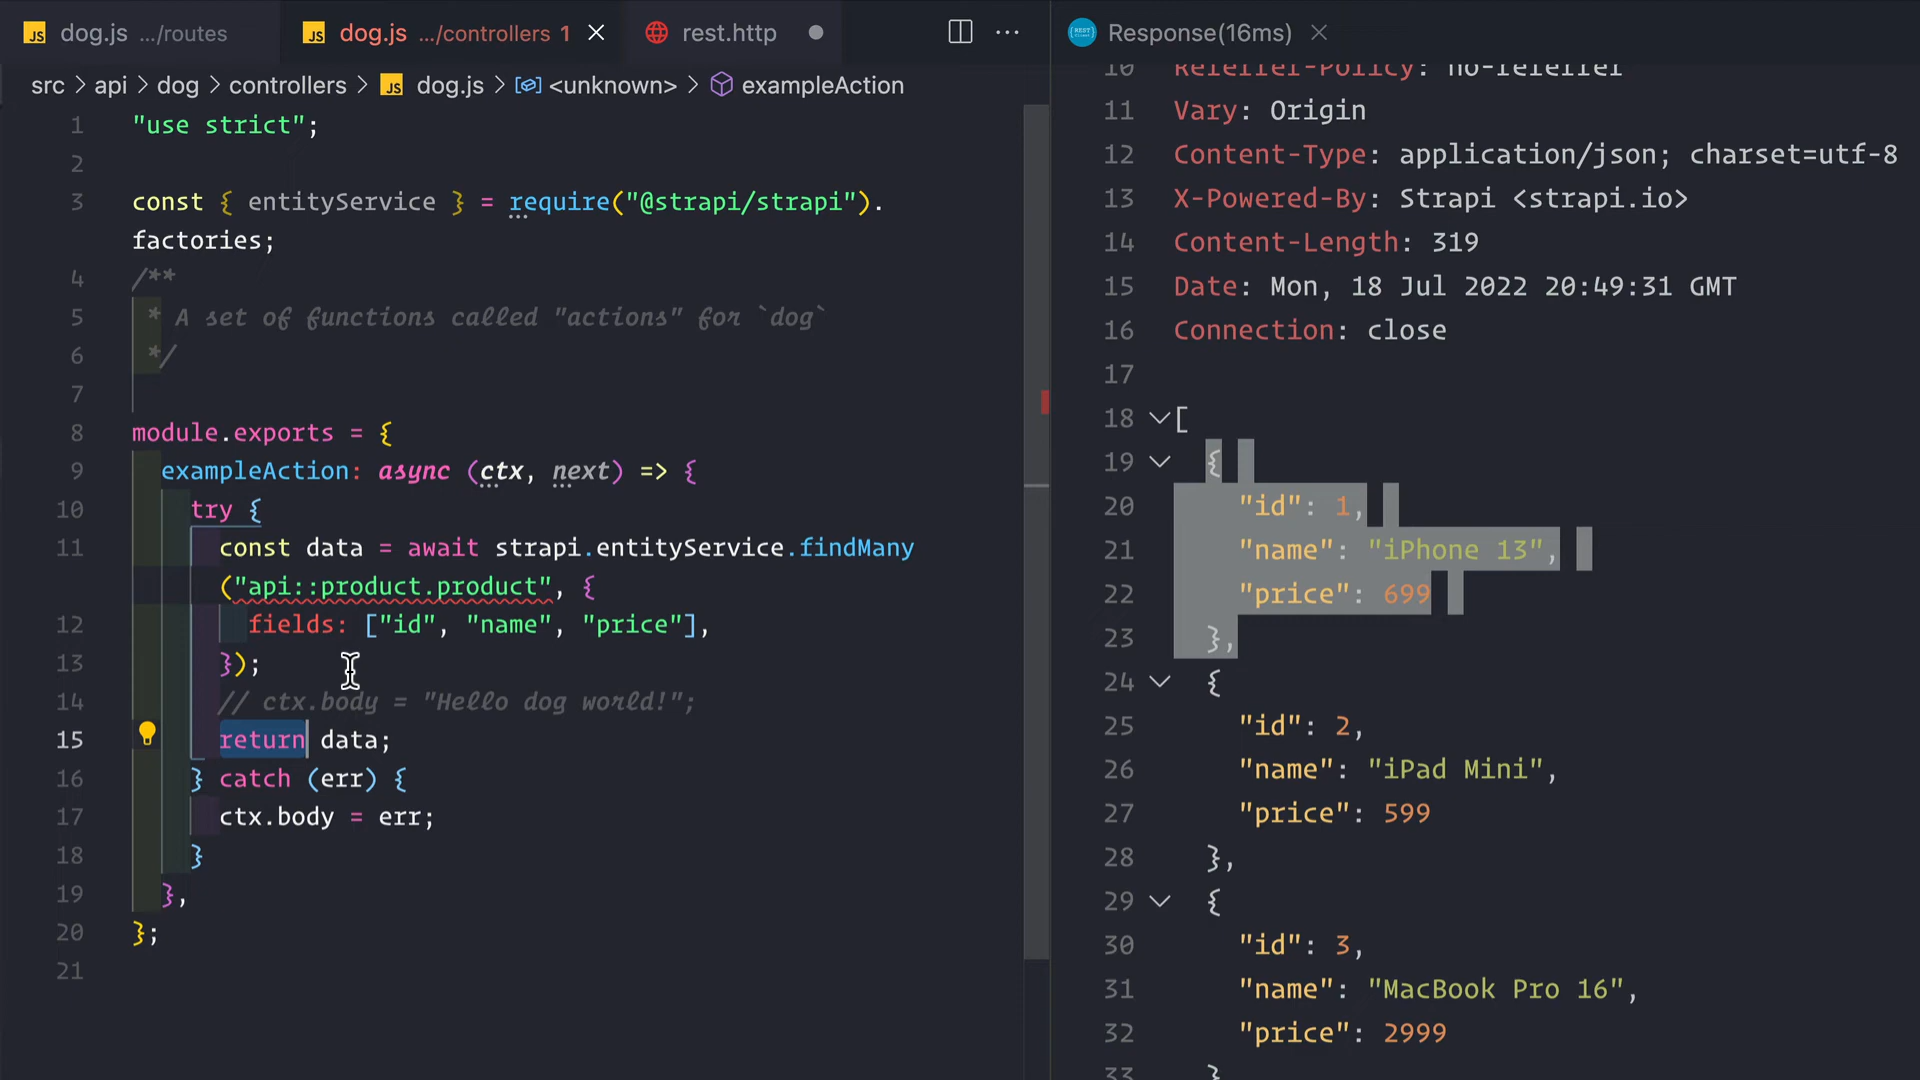 dog.js .../routes
dog.js .../controllers 1
rest.http
Response(16ms)
src > api > dog > controllers > dog.js > <unknown> > exampleAction
1 "use strict";
2
3 const { entityService } = require("@strapi/strapi").
factories;
4 /**
5 * A set of functions called "actions" for `dog`
6 */
7
8 module.exports = {
9 exampleAction: async (ctx, next) => {
10 try {
11 const data = await strapi.entityService.findMany
("api::product.product", {
12 fields: ["id", "name", "price"],
13 });
14 // ctx.body = "Hello dog world!";
15 return data;
16 } catch (err) {
17 ctx.body = err;
18 }
19 },
20 };
21
10 Referrer-Policy: no-referrer
11 Vary: Origin
12 Content-Type: application/json; charset=utf-8
13 X-Powered-By: Strapi <strapi.io>
14 Content-Length: 319
15 Date: Mon, 18 Jul 2022 20:49:31 GMT
16 Connection: close
17
18 [
19 {
20 "id": 1,
21 "name": "iPhone 13",
22 "price": 699
23 },
24 {
25 "id": 2,
26 "name": "iPad Mini",
27 "price": 599
28 },
29 {
30 "id": 3,
31 "name": "MacBook Pro 16",
32 "price": 2999
33 }